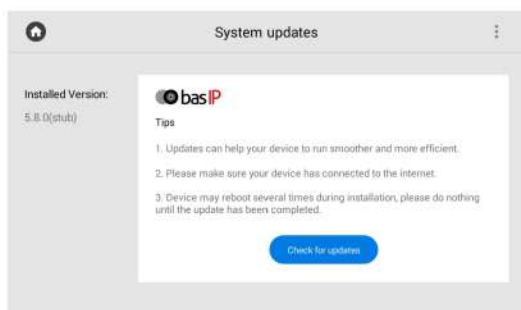 System updates
Installed Version:
5.8.0(stub)
basIP
Tips
1. Updates can help your device to run smoother and more efficient.
2. Please make sure your device has connected to the internet.
3. Device may reboot several times during installation, please do nothing
until the update has been completed.
Check for updates